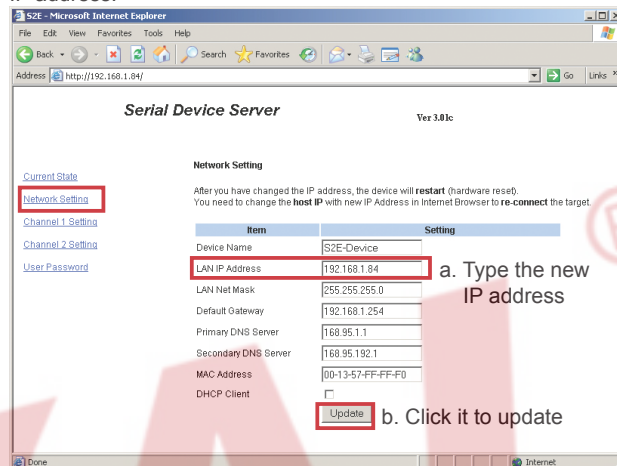 IP address.
S2E - Microsoft Internet Explorer
File Edit View Favorites Tools Help
Back Search Favorites
Address http://192.168.1.84/ Go Links
Serial Device Server
Ver 3.01c
Current State
Network Setting
Channel 1 Setting
Channel 2 Setting
User Password
Network Setting
After you have changed the IP address, the device will restart (hardware reset).
You need to change the host IP with new IP Address in Internet Browser to re-connect the target.
Item Setting
Device Name S2E-Device
LAN IP Address 192.168.1.84
a. Type the new
IP address
LAN Net Mask 255.255.255.0
Default Gateway 192.168.1.254
Primary DNS Server 168.95.1.1
Secondary DNS Server 168.95.192.1
MAC Address 00-13-57-FF-FF-F0
DHCP Client
Update b. Click it to update
Done Internet